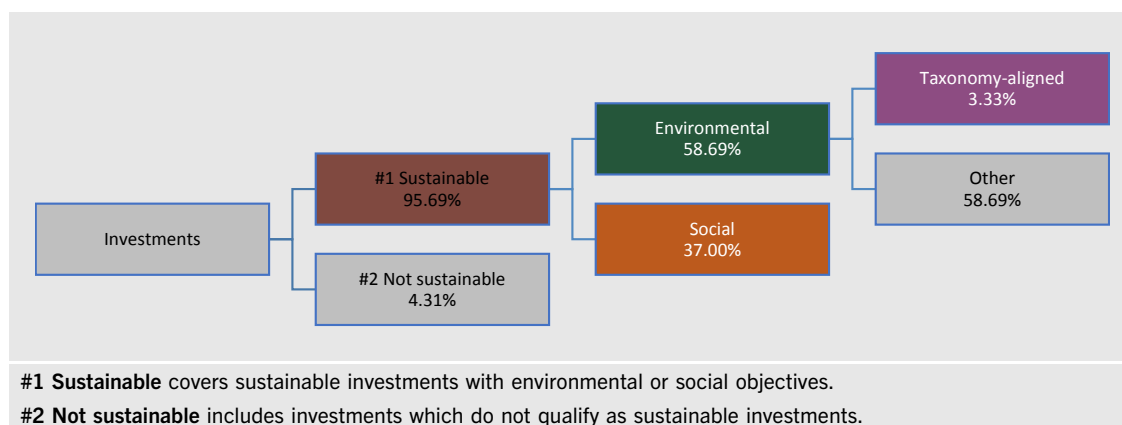 Investments
#1 Sustainable
95.69%
#2 Not sustainable
4.31%
Environmental
58.69%
Social
37.00%
Taxonomy-aligned
3.33%
Other
58.69%
#1 Sustainable covers sustainable investments with environmental or social objectives.
#2 Not sustainable includes investments which do not qualify as sustainable investments.